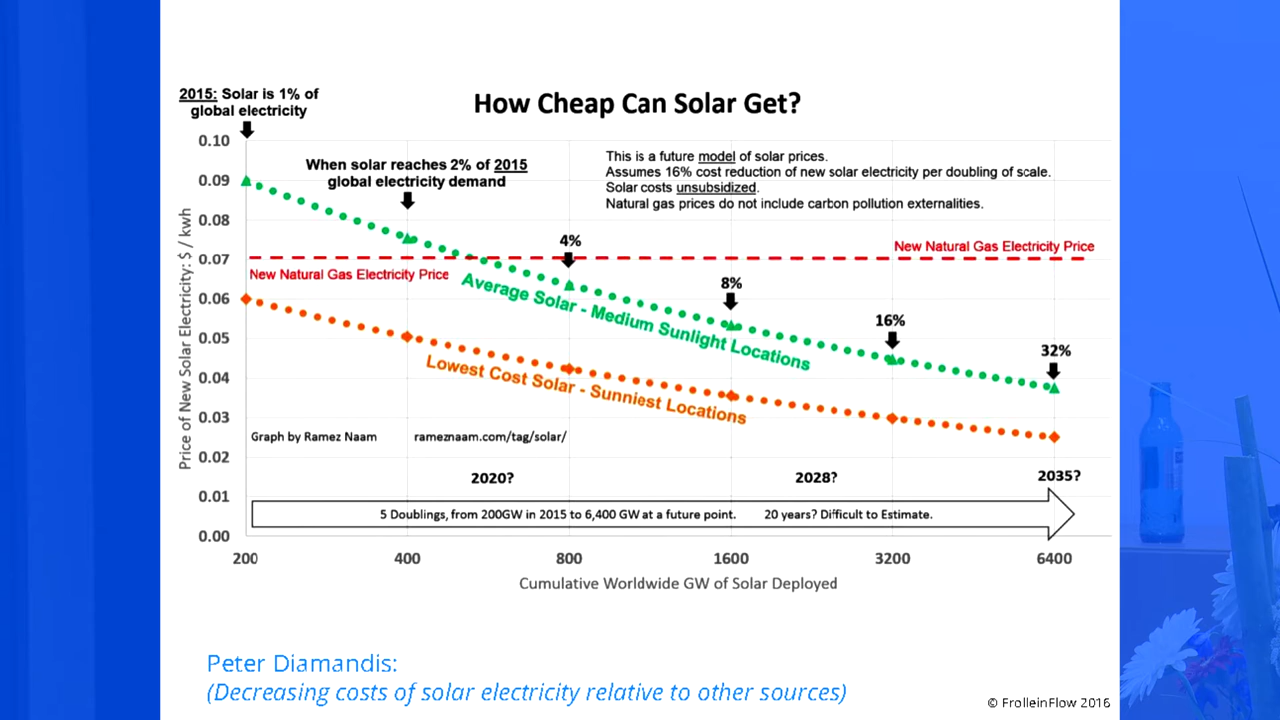 2015: Solar is 1% of
global electricity
How Cheap Can Solar Get?
When solar reaches 2% of 2015
global electricity demand
This is a future model of solar prices.
Assumes 16% cost reduction of new solar electricity per doubling of scale.
Solar costs unsubsidized.
Natural gas prices do not include carbon pollution externalities.
Price of New Solar Electricity: $ / kwh
0.10
0.09
0.08
0.07
0.06
0.05
0.04
0.03
0.02
0.01
0.00
New Natural Gas Electricity Price
New Natural Gas Electricity Price
4%
8%
16%
32%
Average Solar - Medium Sunlight Locations
Lowest Cost Solar - Sunniest Locations
Graph by Ramez Naam
rameznaam.com/tag/solar/
2020?
2028?
2035?
5 Doublings, from 200GW in 2015 to 6,400 GW at a future point.
20 years? Difficult to Estimate.
200
400
800
1600
3200
6400
Cumulative Worldwide GW of Solar Deployed
Peter Diamandis:
(Decreasing costs of solar electricity relative to other sources)
© FrolleinFlow 2016